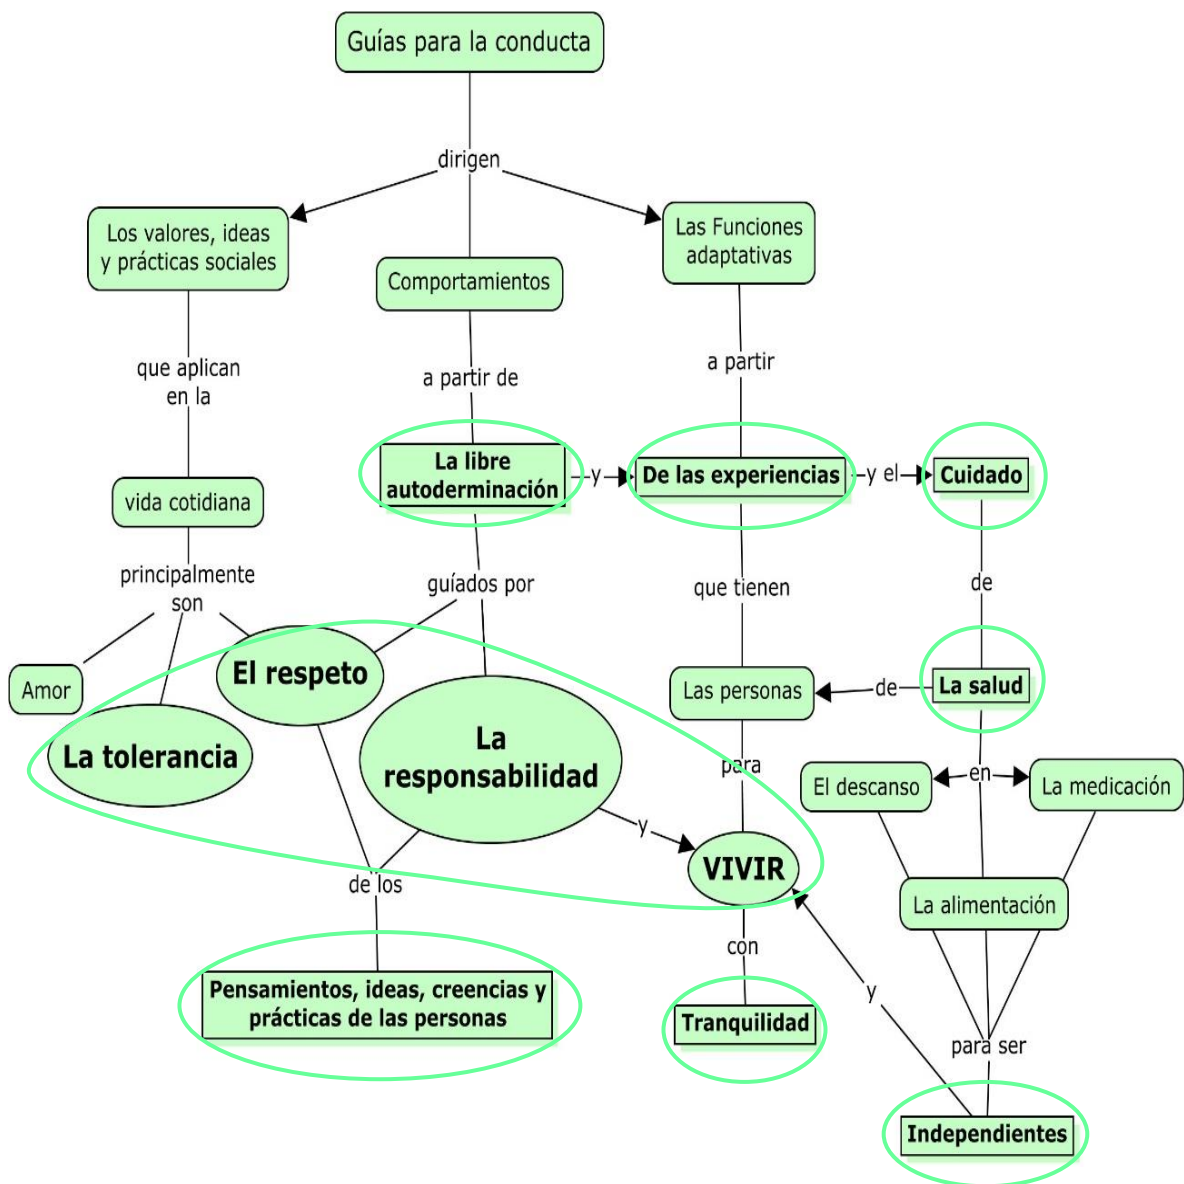 Guías para la conducta
dirigen
Los valores, ideas
y prácticas sociales
Comportamientos
Las Funciones
adaptativas
que aplican
en la
a partir de
a partir
La libre
autoderminación
y
De las experiencias
y el
Cuidado
vida cotidiana
principalmente
son
guíados por
que tienen
de
Amor
La tolerancia
El respeto
La
responsabilidad
Las personas
de
La salud
para
El descanso
en
La medicación
y
VIVIR
de los
La alimentación
con
Pensamientos, ideas, creencias y
prácticas de las personas
Tranquilidad
y
para ser
Independientes